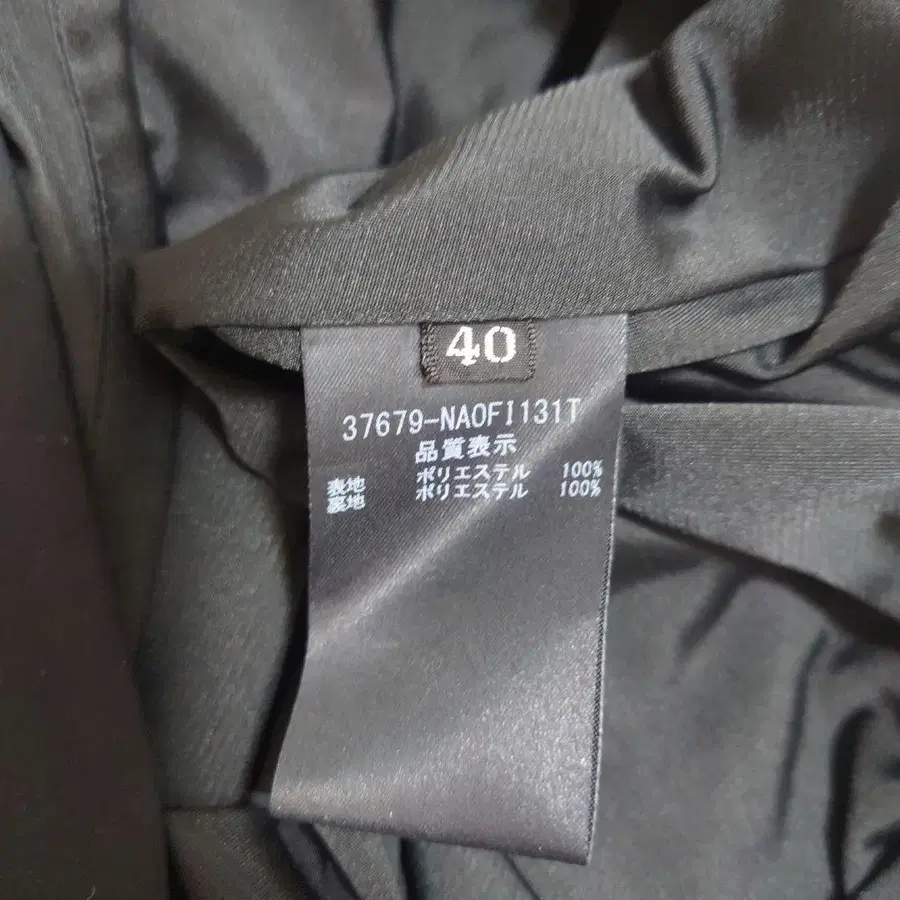 40
37679-NAOFI131T
品質表示
表地 ポリエステル 100%
裏地 ポリエステル 100%